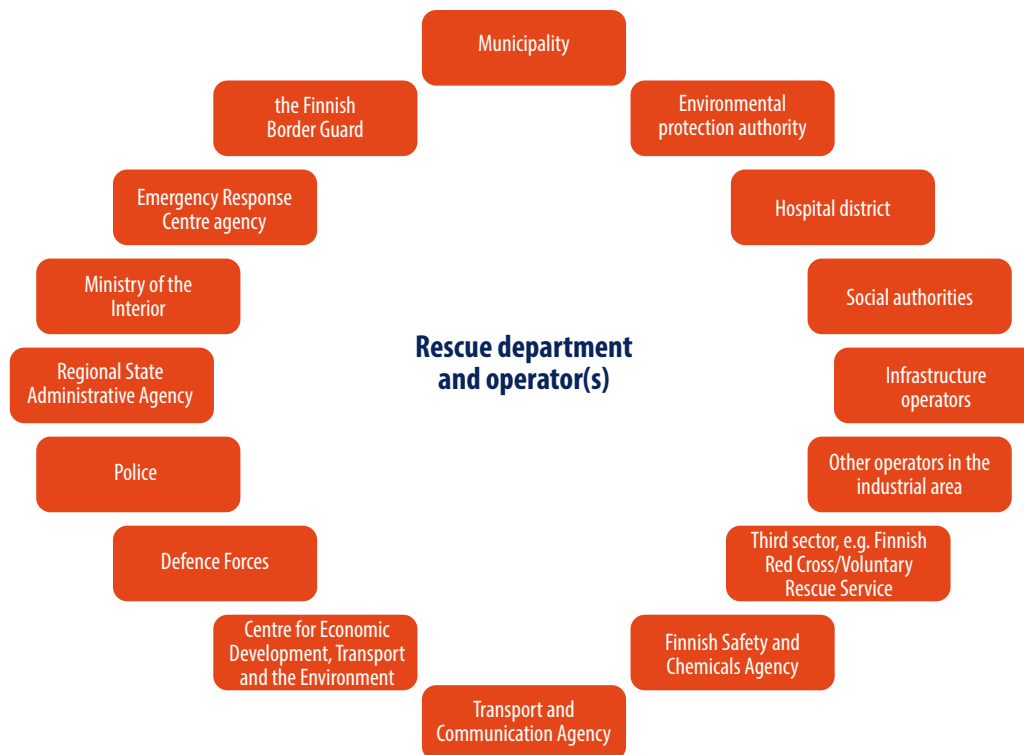 Municipality
the Finnish
Border Guard
Environmental
protection authority
Emergency Response
Centre agency
Hospital district
Ministry of the
Interior
Social authorities
Rescue department
and operator(s)
Regional State
Administrative Agency
Infrastructure
operators
Police
Other operators in the
industrial area
Defence Forces
Third sector, e.g. Finnish
Red Cross/Voluntary
Rescue Service
Centre for Economic
Development, Transport
and the Environment
Finnish Safety and
Chemicals Agency
Transport and
Communication Agency